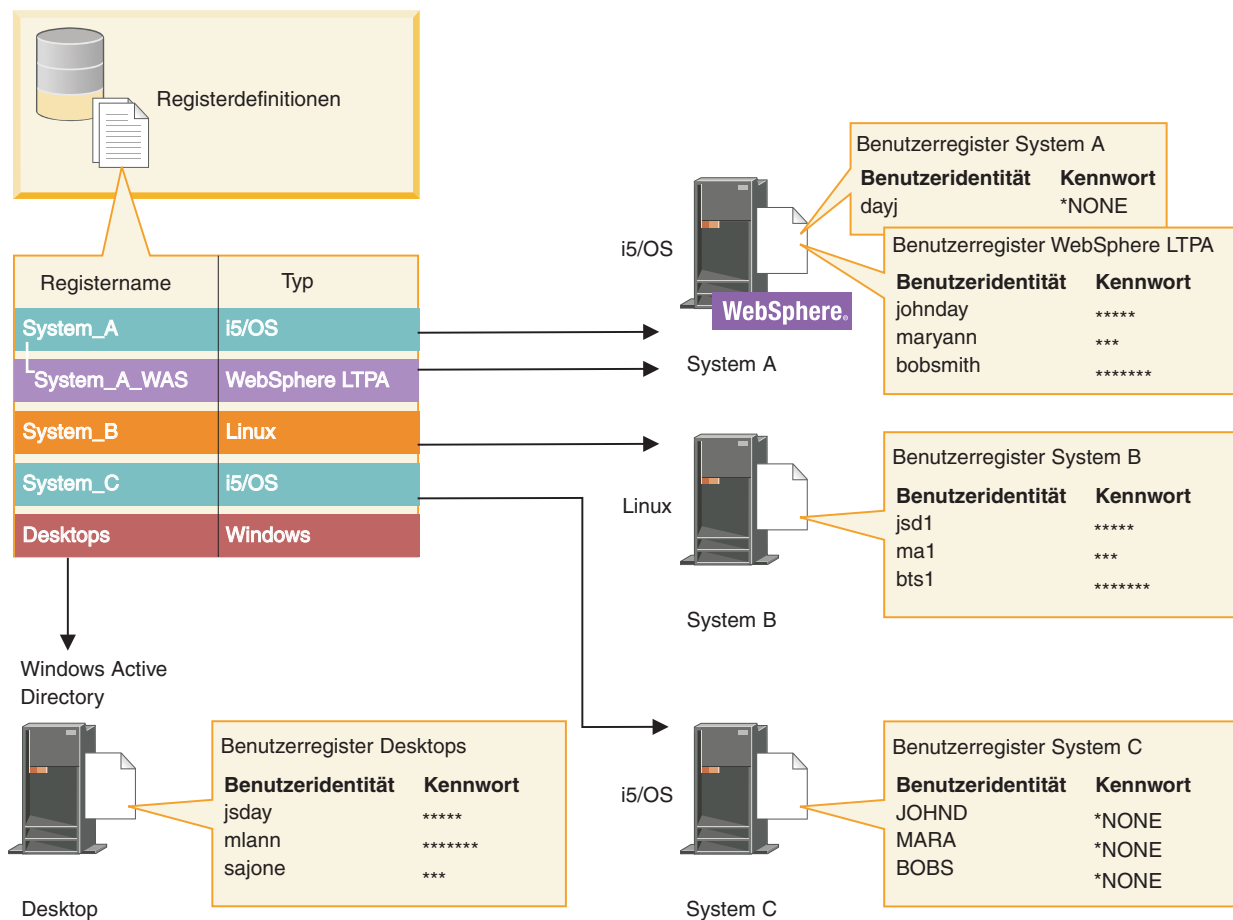 Registerdefinitionen
Registername Typ
System_A i5/OS
System_A_WAS WebSphere LTPA
System_B Linux
System_C i5/OS
Desktops Windows
i5/OS
WebSphere®
System A
Benutzerregister System A
Benutzeridentität Kennwort
dayj *NONE
Benutzerregister WebSphere LTPA
Benutzeridentität Kennwort
johnday *****
maryann ***
bobsmith *******
Linux
System B
Benutzerregister System B
Benutzeridentität Kennwort
jsd1 *****
ma1 ***
bts1 *******
Windows Active
Directory
Desktop
Benutzerregister Desktops
Benutzeridentität Kennwort
jsday *****
mlann *******
sajone ***
i5/OS
System C
Benutzerregister System C
Benutzeridentität Kennwort
JOHND *NONE
MARA *NONE
BOBS *NONE